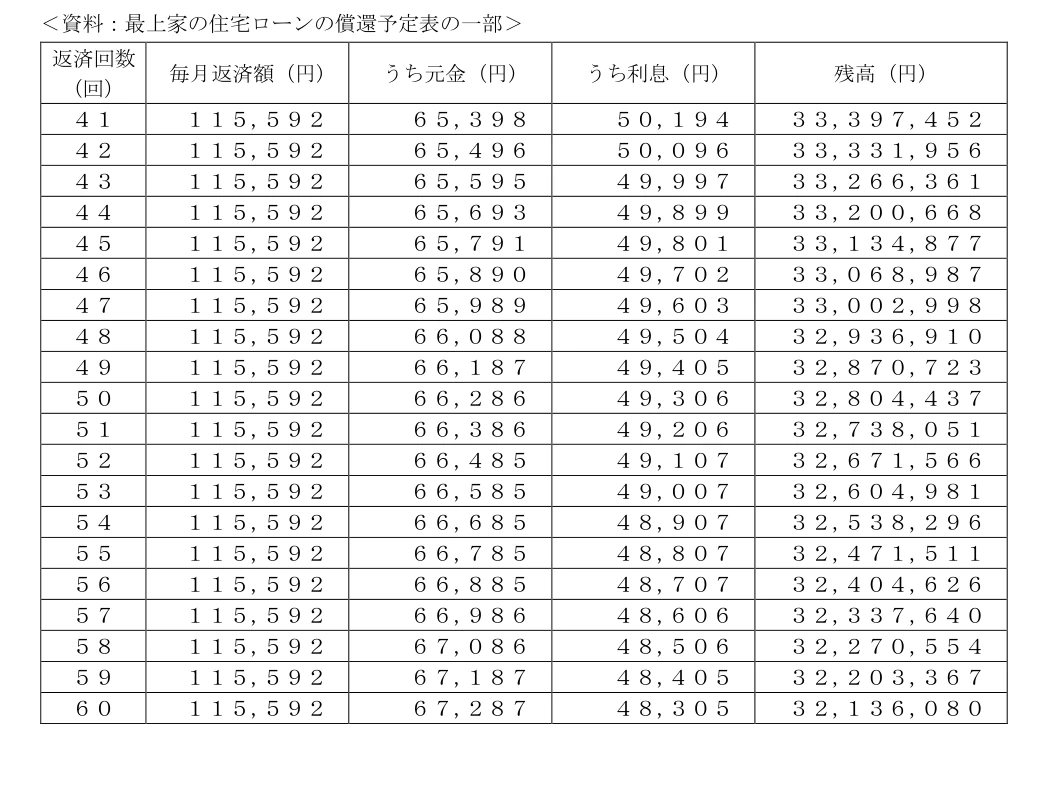 ＜資料：最上家の住宅ローンの償還予定表の一部＞
返済回数
（回） 毎月返済額（円） うち元金（円） うち利息（円） 残高（円）
４１ １１５，５９２ ６５，３９８ ５０，１９４ ３３，３９７，４５２
４２ １１５，５９２ ６５，４９６ ５０，０９６ ３３，３３１，９５６
４３ １１５，５９２ ６５，５９５ ４９，９９７ ３３，２６６，３６１
４４ １１５，５９２ ６５，６９３ ４９，８９９ ３３，２００，６６８
４５ １１５，５９２ ６５，７９１ ４９，８０１ ３３，１３４，８７７
４６ １１５，５９２ ６５，８９０ ４９，７０２ ３３，０６８，９８７
４７ １１５，５９２ ６５，９８９ ４９，６０３ ３３，００２，９９８
４８ １１５，５９２ ６６，０８８ ４９，５０４ ３２，９３６，９１０
４９ １１５，５９２ ６６，１８７ ４９，４０５ ３２，８７０，７２３
５０ １１５，５９２ ６６，２８６ ４９，３０６ ３２，８０４，４３７
５１ １１５，５９２ ６６，３８６ ４９，２０６ ３２，７３８，０５１
５２ １１５，５９２ ６６，４８５ ４９，１０７ ３２，６７１，５６６
５３ １１５，５９２ ６６，５８５ ４９，００７ ３２，６０４，９８１
５４ １１５，５９２ ６６，６８５ ４８，９０７ ３２，５３８，２９６
５５ １１５，５９２ ６６，７８５ ４８，８０７ ３２，４７１，５１１
５６ １１５，５９２ ６６，８８５ ４８，７０７ ３２，４０４，６２６
５７ １１５，５９２ ６６，９８６ ４８，６０６ ３２，３３７，６４０
５８ １１５，５９２ ６７，０８６ ４８，５０６ ３２，２７０，５５４
５９ １１５，５９２ ６７，１８７ ４８，４０５ ３２，２０３，３６７
６０ １１５，５９２ ６７，２８７ ４８，３０５ ３２，１３６，０８０